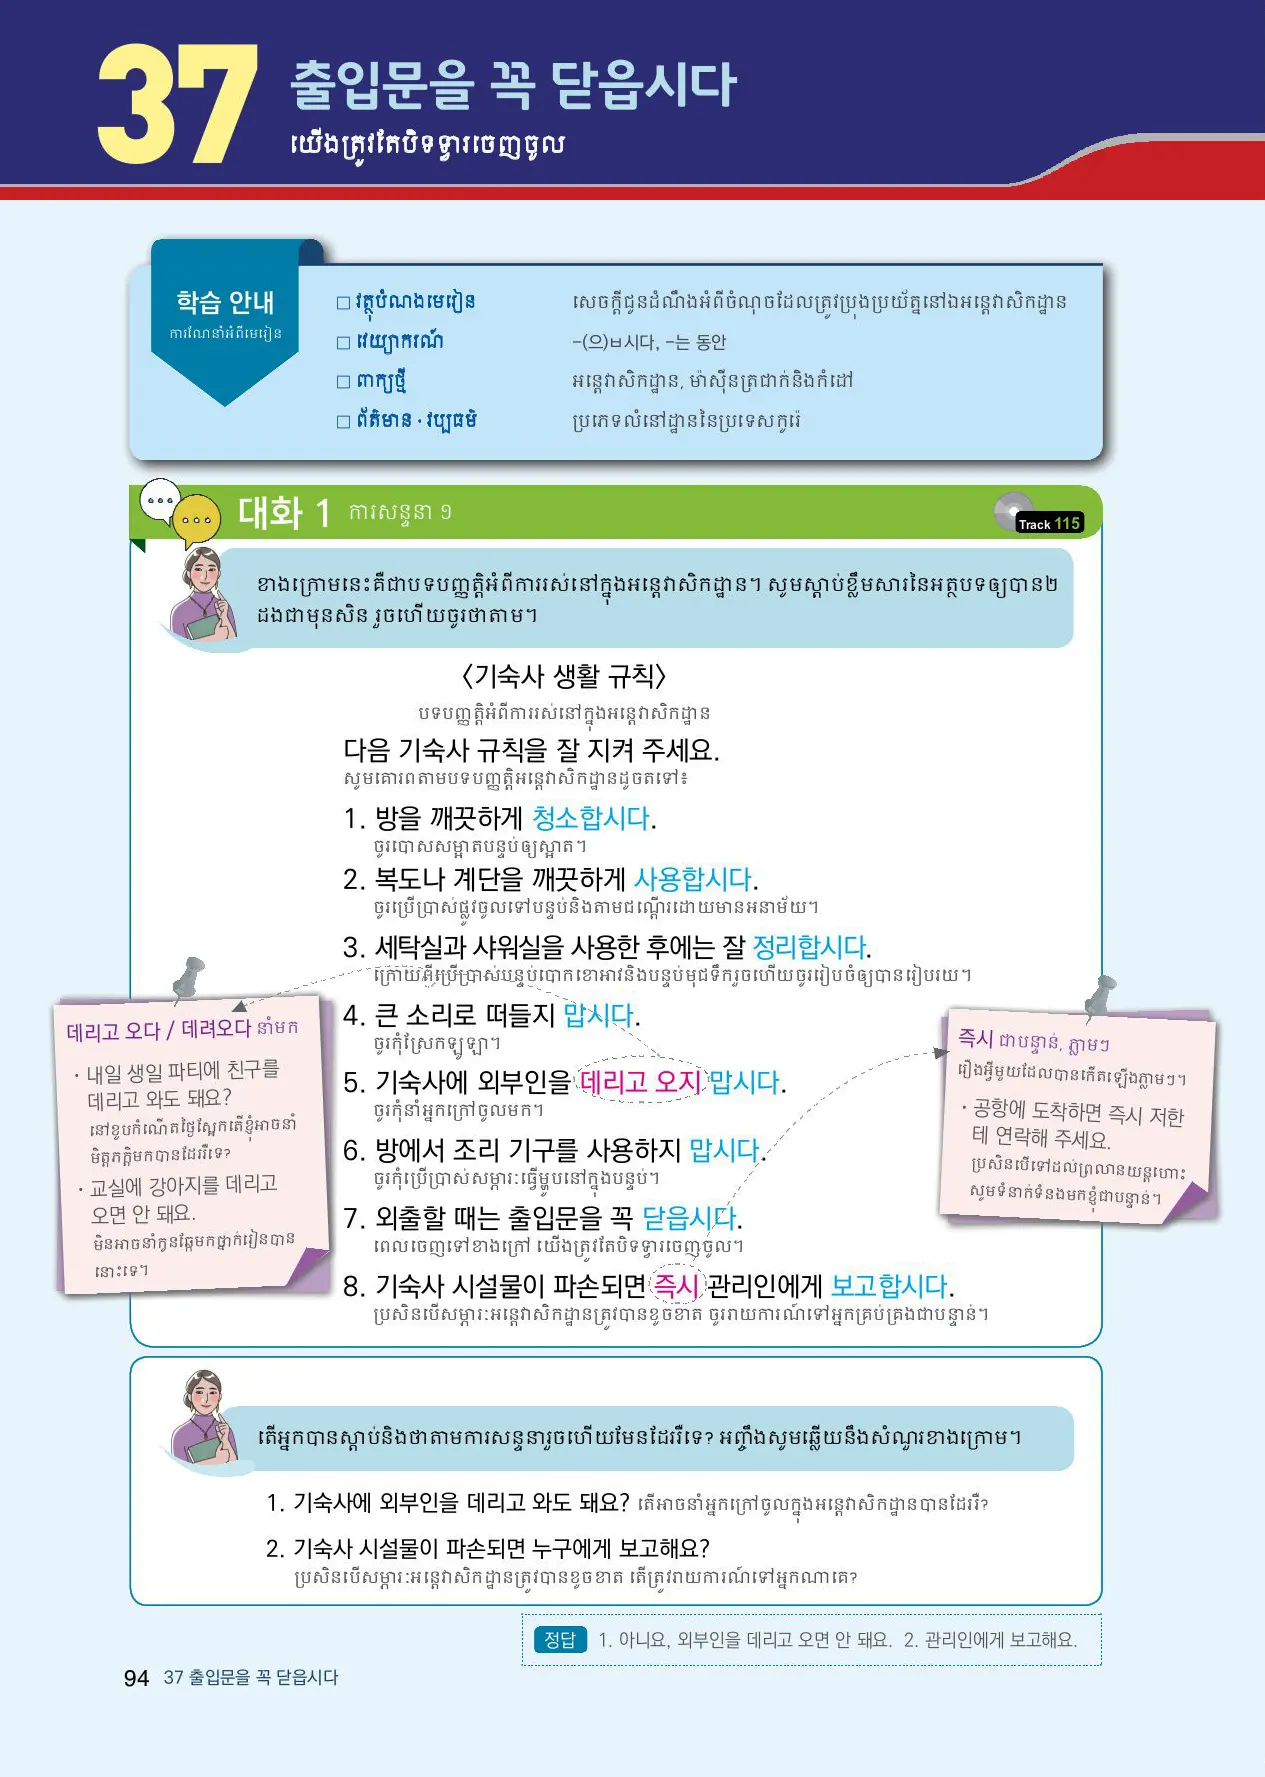 37
출입문을 꼭 닫읍시다
យើងត្រូវតែបិទទ្វារចេញចូល
학습 안내
ការណែនាំអំពីមេរៀន
□ វត្ថុបំណងមេរៀន សេចក្តីជូនដំណឹងអំពីចំណុចដែលត្រូវប្រុងប្រយ័ត្ននៅឯអន្តេវាសិកដ្ឋាន
□ វេយ្យាករណ៍ -(으)ㅂ시다, -는 동안
□ ពាក្យថ្មី អន្តេវាសិកដ្ឋាន, ម៉ាស៊ីនត្រជាក់និងកំដៅ
□ ព័ត៌មាន · វប្បធម៌ ប្រភេទលំនៅដ្ឋាននៃប្រទេសកូរ៉េ
대화 1 ការសន្ទនា ១
Track 115
ខាងក្រោមនេះគឺជាបទបញ្ញត្តិអំពីការរស់នៅក្នុងអន្តេវាសិកដ្ឋាន។ សូមស្តាប់ខ្លឹមសារនៃអត្ថបទឲ្យបាន២
ដងជាមុនសិន រួចហើយចូរថាតាម។
〈기숙사 생활 규칙〉
បទបញ្ញត្តិអំពីការរស់នៅក្នុងអន្តេវាសិកដ្ឋាន
다음 기숙사 규칙을 잘 지켜 주세요.
សូមគោរពតាមបទបញ្ញត្តិអន្តេវាសិកដ្ឋានដូចតទៅ៖
1. 방을 깨끗하게 청소합시다.
ចូរបោសសម្អាតបន្ទប់ឲ្យស្អាត។
2. 복도나 계단을 깨끗하게 사용합시다.
ចូរប្រើប្រាស់ផ្លូវចូលទៅបន្ទប់និងតាមជណ្តើរដោយមានអនាម័យ។
3. 세탁실과 샤워실을 사용한 후에는 잘 정리합시다.
ក្រោយពីប្រើប្រាស់បន្ទប់បោកខោអាវនិងបន្ទប់មុជទឹករួចហើយចូររៀបចំឲ្យបានរៀបរយ។
4. 큰 소리로 떠들지 맙시다.
ចូរកុំស្រែកឡូឡា។
5. 기숙사에 외부인을 데리고 오지 맙시다.
ចូរកុំនាំអ្នកក្រៅចូលមក។
6. 방에서 조리 기구를 사용하지 맙시다.
ចូរកុំប្រើប្រាស់សម្ភារៈធ្វើម្ហូបនៅក្នុងបន្ទប់។
7. 외출할 때는 출입문을 꼭 닫읍시다.
ពេលចេញទៅខាងក្រៅ យើងត្រូវតែបិទទ្វារចេញចូល។
8. 기숙사 시설물이 파손되면 즉시 관리인에게 보고합시다.
ប្រសិនបើសម្ភារៈអន្តេវាសិកដ្ឋានត្រូវបានខូចខាត ចូររាយការណ៍ទៅអ្នកគ្រប់គ្រងជាបន្ទាន់។
데리고 오다 / 데려오다 នាំមក
· 내일 생일 파티에 친구를
데리고 와도 돼요?
នៅខួបកំណើតថ្ងៃស្អែកតើខ្ញុំអាចនាំ
មិត្តភក្តិមកបានដែររឺទេ?
· 교실에 강아지를 데리고
오면 안 돼요.
មិនអាចនាំកូនឆ្កែមកថ្នាក់រៀនបាន
នោះទេ។
즉시 ជាបន្ទាន់, ភ្លាមៗ
រឿងអ្វីមួយដែលបានកើតឡើងភ្លាមៗ។
· 공항에 도착하면 즉시 저한
테 연락해 주세요.
ប្រសិនបើទៅដល់ព្រលានយន្តហោះ
សូមទំនាក់ទំនងមកខ្ញុំជាបន្ទាន់។
តើអ្នកបានស្តាប់និងថាតាមការសន្ទនារួចហើយមែនដែររឺទេ? អញ្ចឹងសូមឆ្លើយនឹងសំណួរខាងក្រោម។
1. 기숙사에 외부인을 데리고 와도 돼요? តើអាចនាំអ្នកក្រៅចូលក្នុងអន្តេវាសិកដ្ឋានបានដែររឺ?
2. 기숙사 시설물이 파손되면 누구에게 보고해요?
ប្រសិនបើសម្ភារៈអន្តេវាសិកដ្ឋានត្រូវបានខូចខាត តើត្រូវរាយការណ៍ទៅអ្នកណាគេ?
정답 1. 아니요, 외부인을 데리고 오면 안 돼요. 2. 관리인에게 보고해요.
94 37 출입문을 꼭 닫읍시다